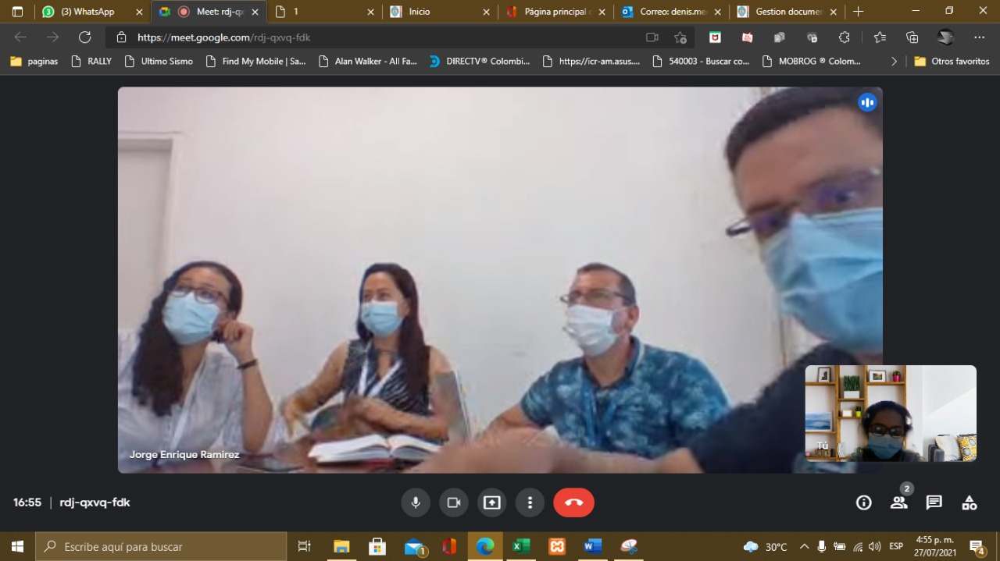 (3) WhatsApp
Meet: rdj-qx
1
Inicio
Página principal
Correo: denis.me
Gestion documen
https://meet.google.com/rdj-qxvq-fdk
paginas
RALLY
Ultimo Sismo
Find My Mobile | Sa...
Alan Walker - All Fa...
DIRECTV® Colombi...
https://icr-am.asus....
540003 - Buscar co...
MOBROG ® Colom...
Otros favoritos
Jorge Enrique Ramirez
Tú
16:55 | rdj-qxvq-fdk
2
Escribe aquí para buscar
1
30°C
ESP
4:55 p. m.
27/07/2021
4